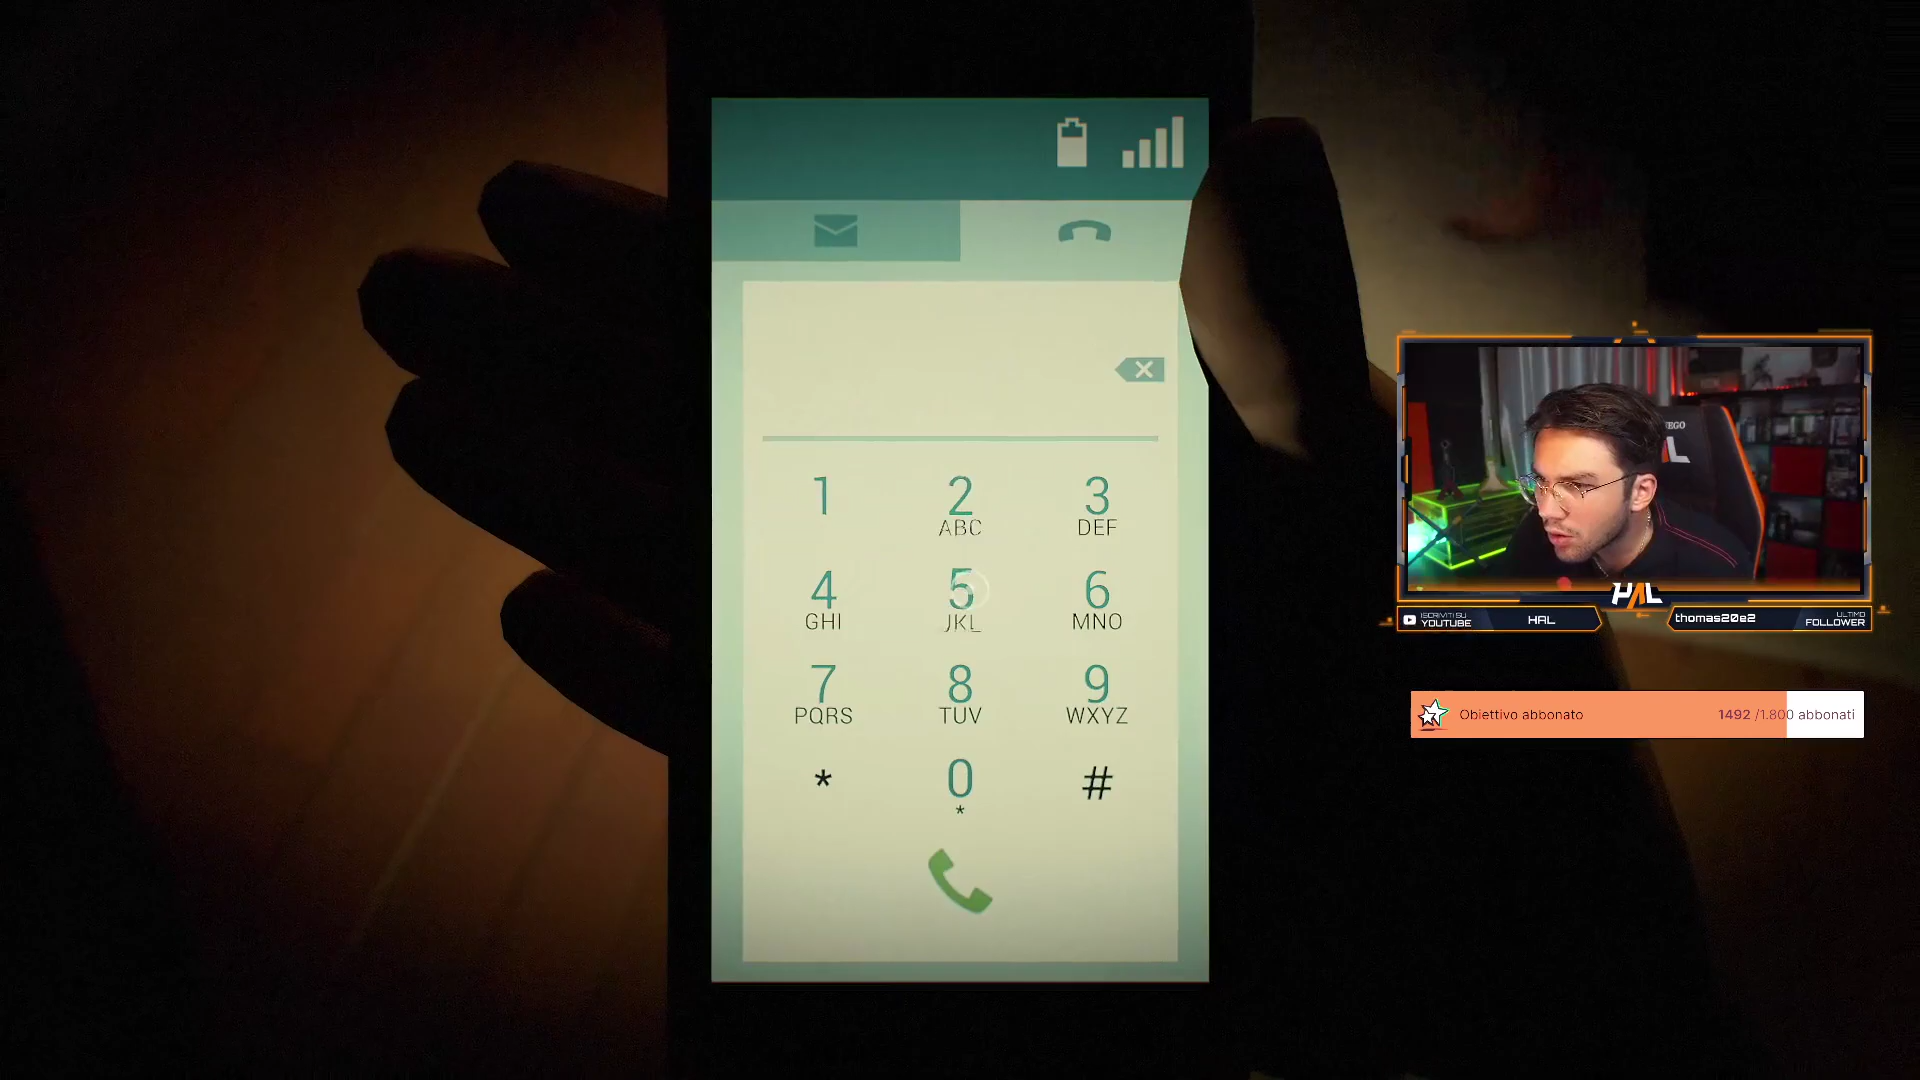 1
2
ABC
3
DEF
4
GHI
5
JKL
6
MNO
7
PQRS
8
TUV
9
WXYZ
*
0
*
#
HAL
ISCRIVITI SU
YOUTUBE
HAL
thomas20e2
ULTIMO
FOLLOWER
Obiettivo abbonato
1492 /1.800 abbonati